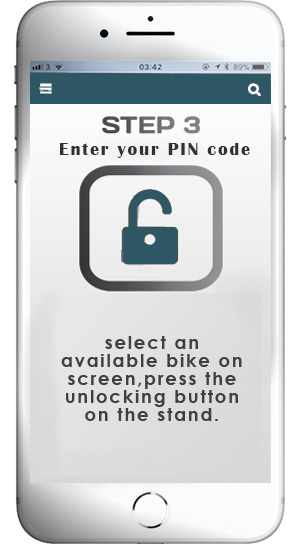 3 03:42 89%
STEP 3
Enter your PIN code
select an
available bike on
screen,press the
unlocking button
on the stand.